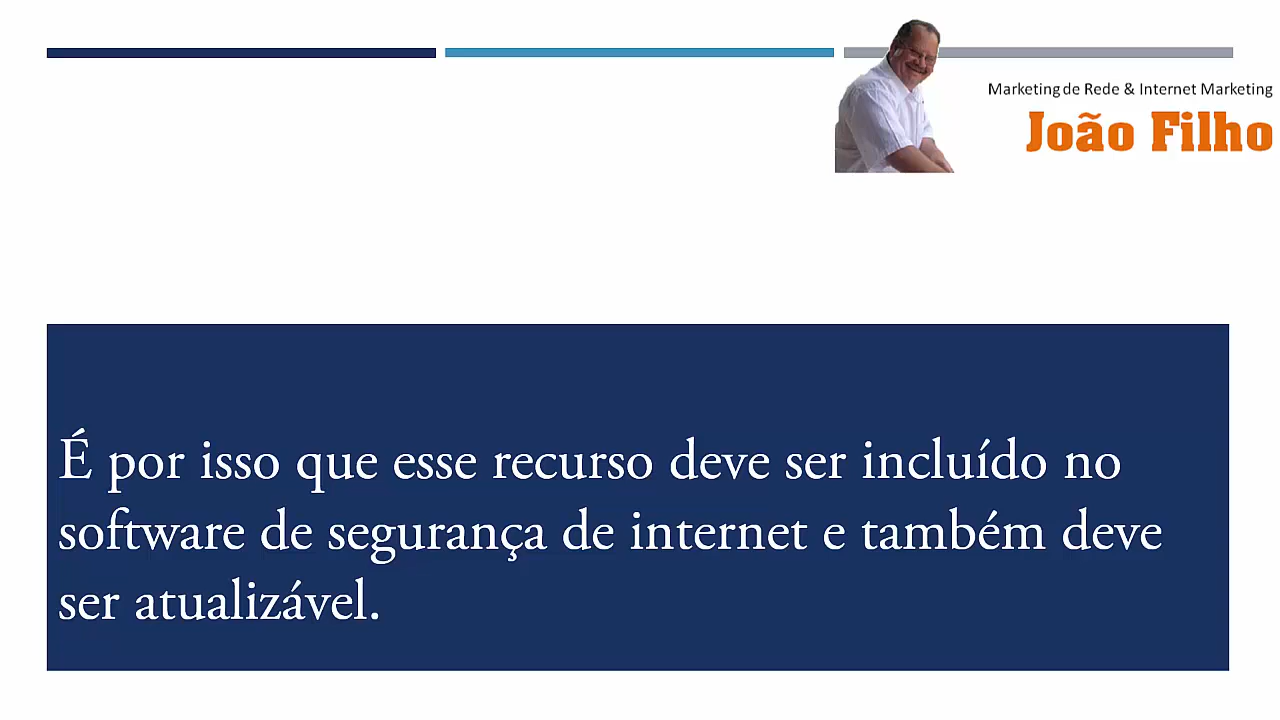 Marketing de Rede & Internet Marketing
João Filho
É por isso que esse recurso deve ser incluído no
software de segurança de internet e também deve
ser atualizável.